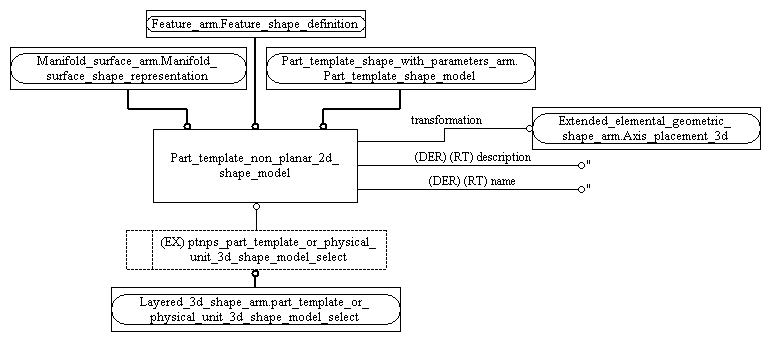 Feature_arm.Feature_shape_definition
Manifold_surface_arm.Manifold_
surface_shape_representation
Part_template_shape_with_parameters_arm.
Part_template_shape_model
transformation
Extended_elemental_geometric_
shape_arm.Axis_placement_3d
Part_template_non_planar_2d_
shape_model
(DER) (RT) description
"
(DER) (RT) name
"
(EX) ptnps_part_template_or_physical_
unit_3d_shape_model_select
Layered_3d_shape_arm.part_template_or_
physical_unit_3d_shape_model_select